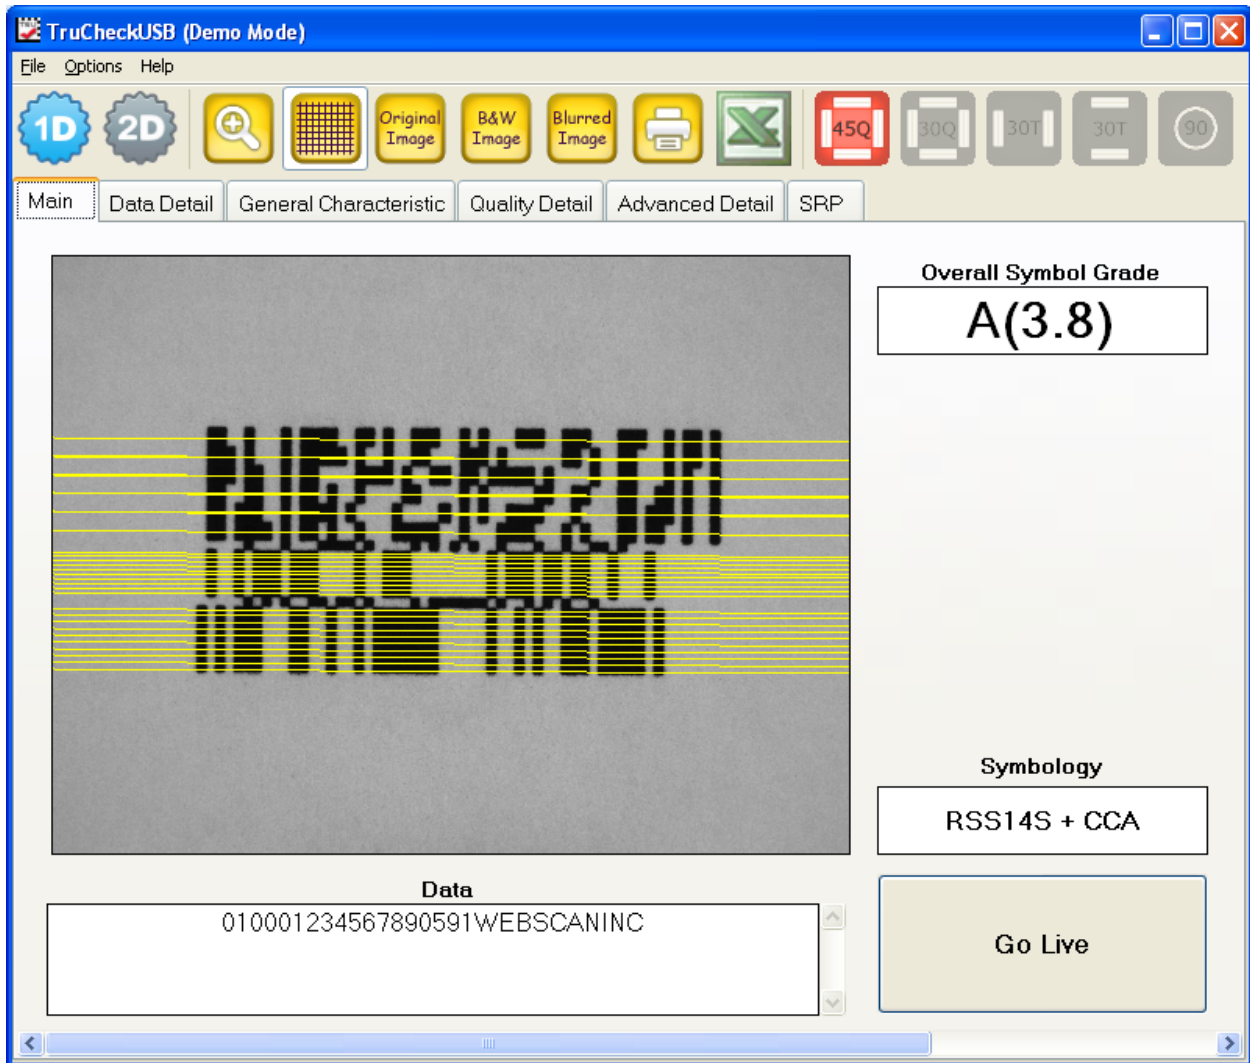 TruCheckUSB (Demo Mode)
File Options Help
1D 2D Original Image B&W Image Blurred Image 45Q 30Q 30T 30T 90
Main Data Detail General Characteristic Quality Detail Advanced Detail SRP
Overall Symbol Grade
A(3.8)
Symbology
RSS14S + CCA
Data
010001234567890591WEBSCANINC
Go Live